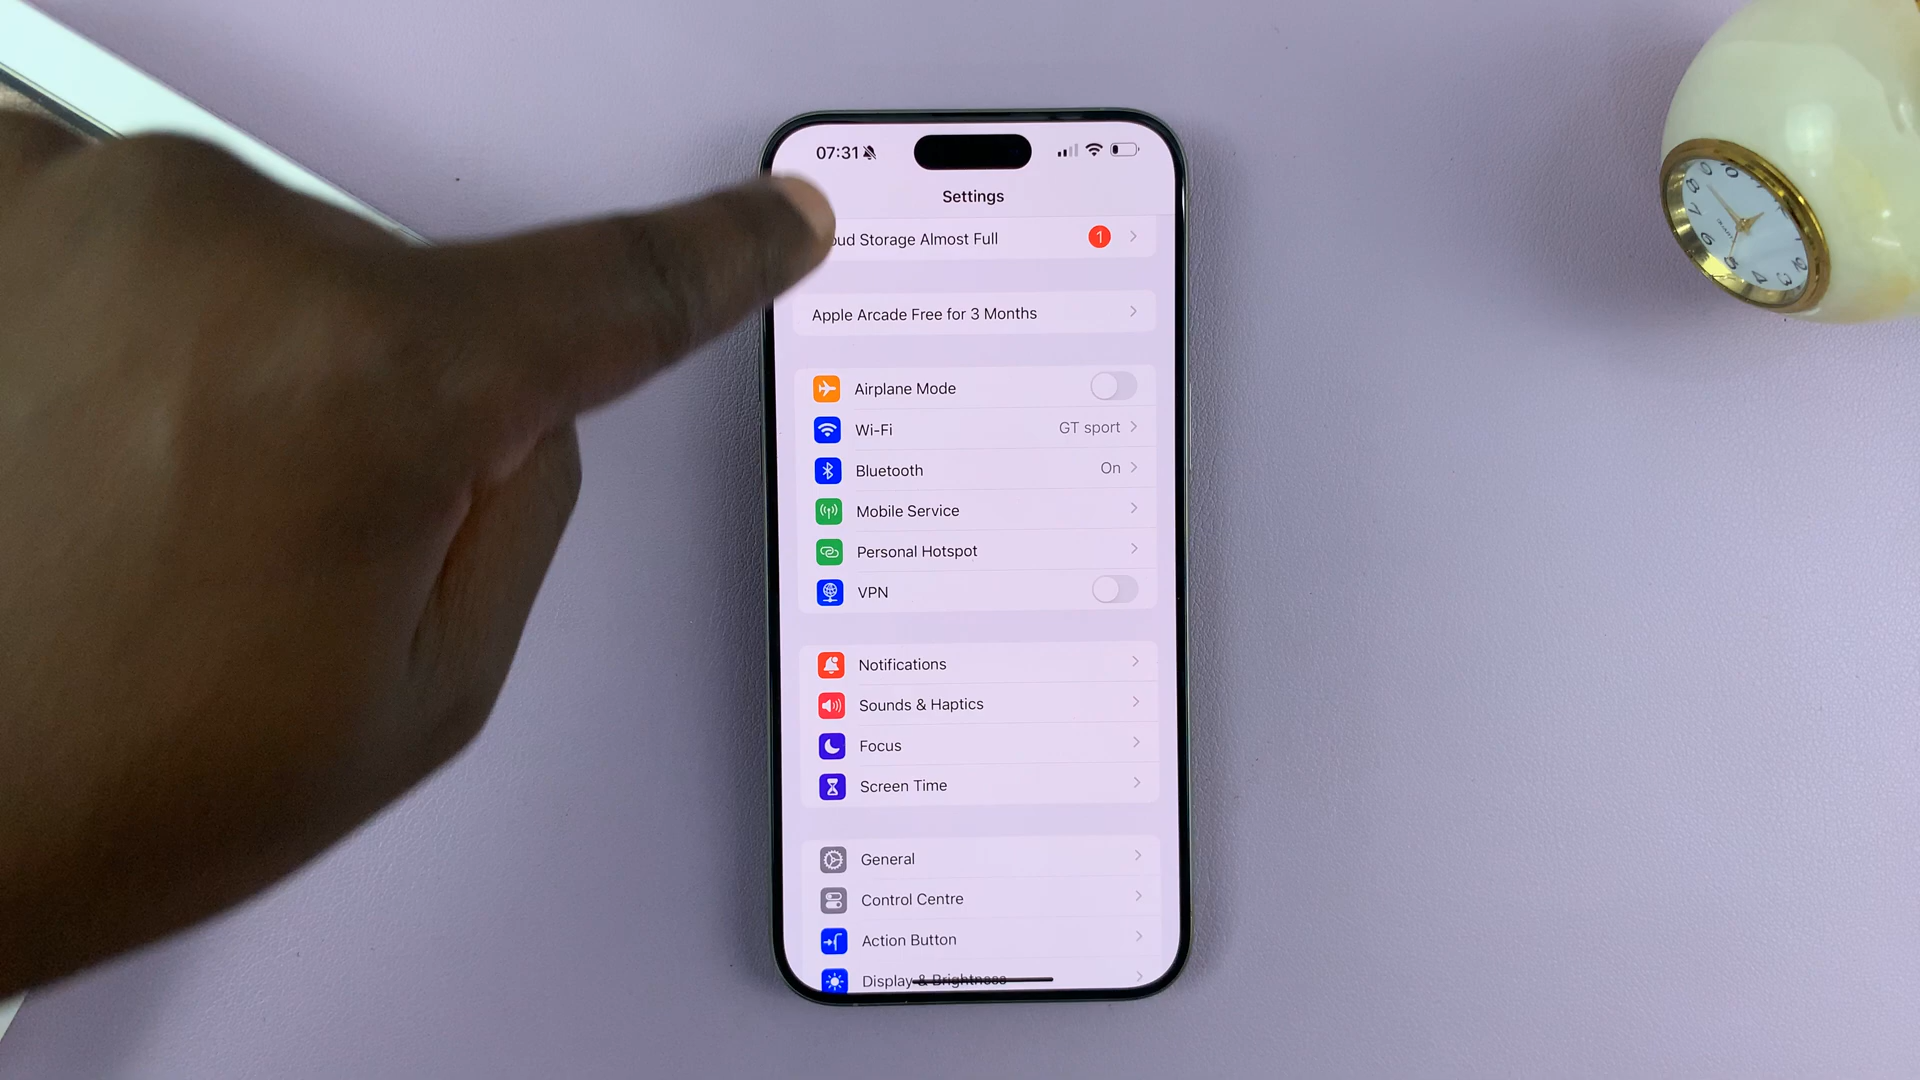 07:31
Settings
oud Storage Almost Full 1
Apple Arcade Free for 3 Months
Airplane Mode
Wi-Fi GT sport
Bluetooth On
Mobile Service
Personal Hotspot
VPN
Notifications
Sounds & Haptics
Focus
Screen Time
General
Control Centre
Action Button
Display & Brightness